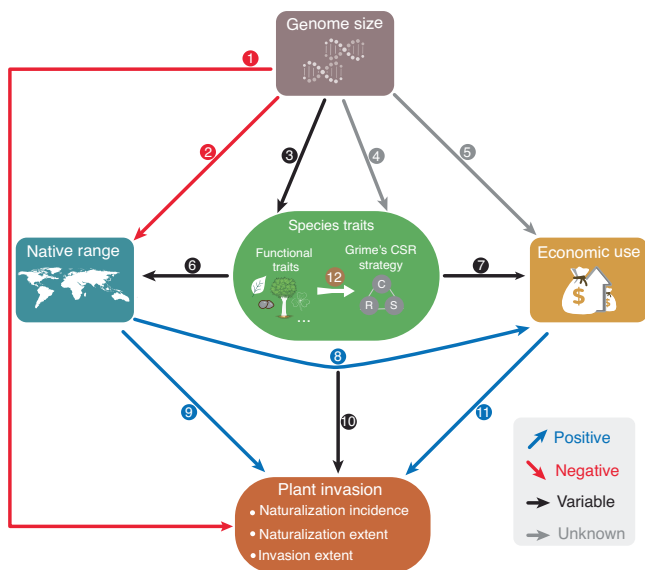 Genome size
1
2
3
4
5
Native range
Species traits
Functional
traits
Grime's CSR
strategy
12
C
R
S
...
Economic use
$
$
6
7
8
9
10
11
Plant invasion
• Naturalization incidence
• Naturalization extent
• Invasion extent
Positive
Negative
Variable
Unknown